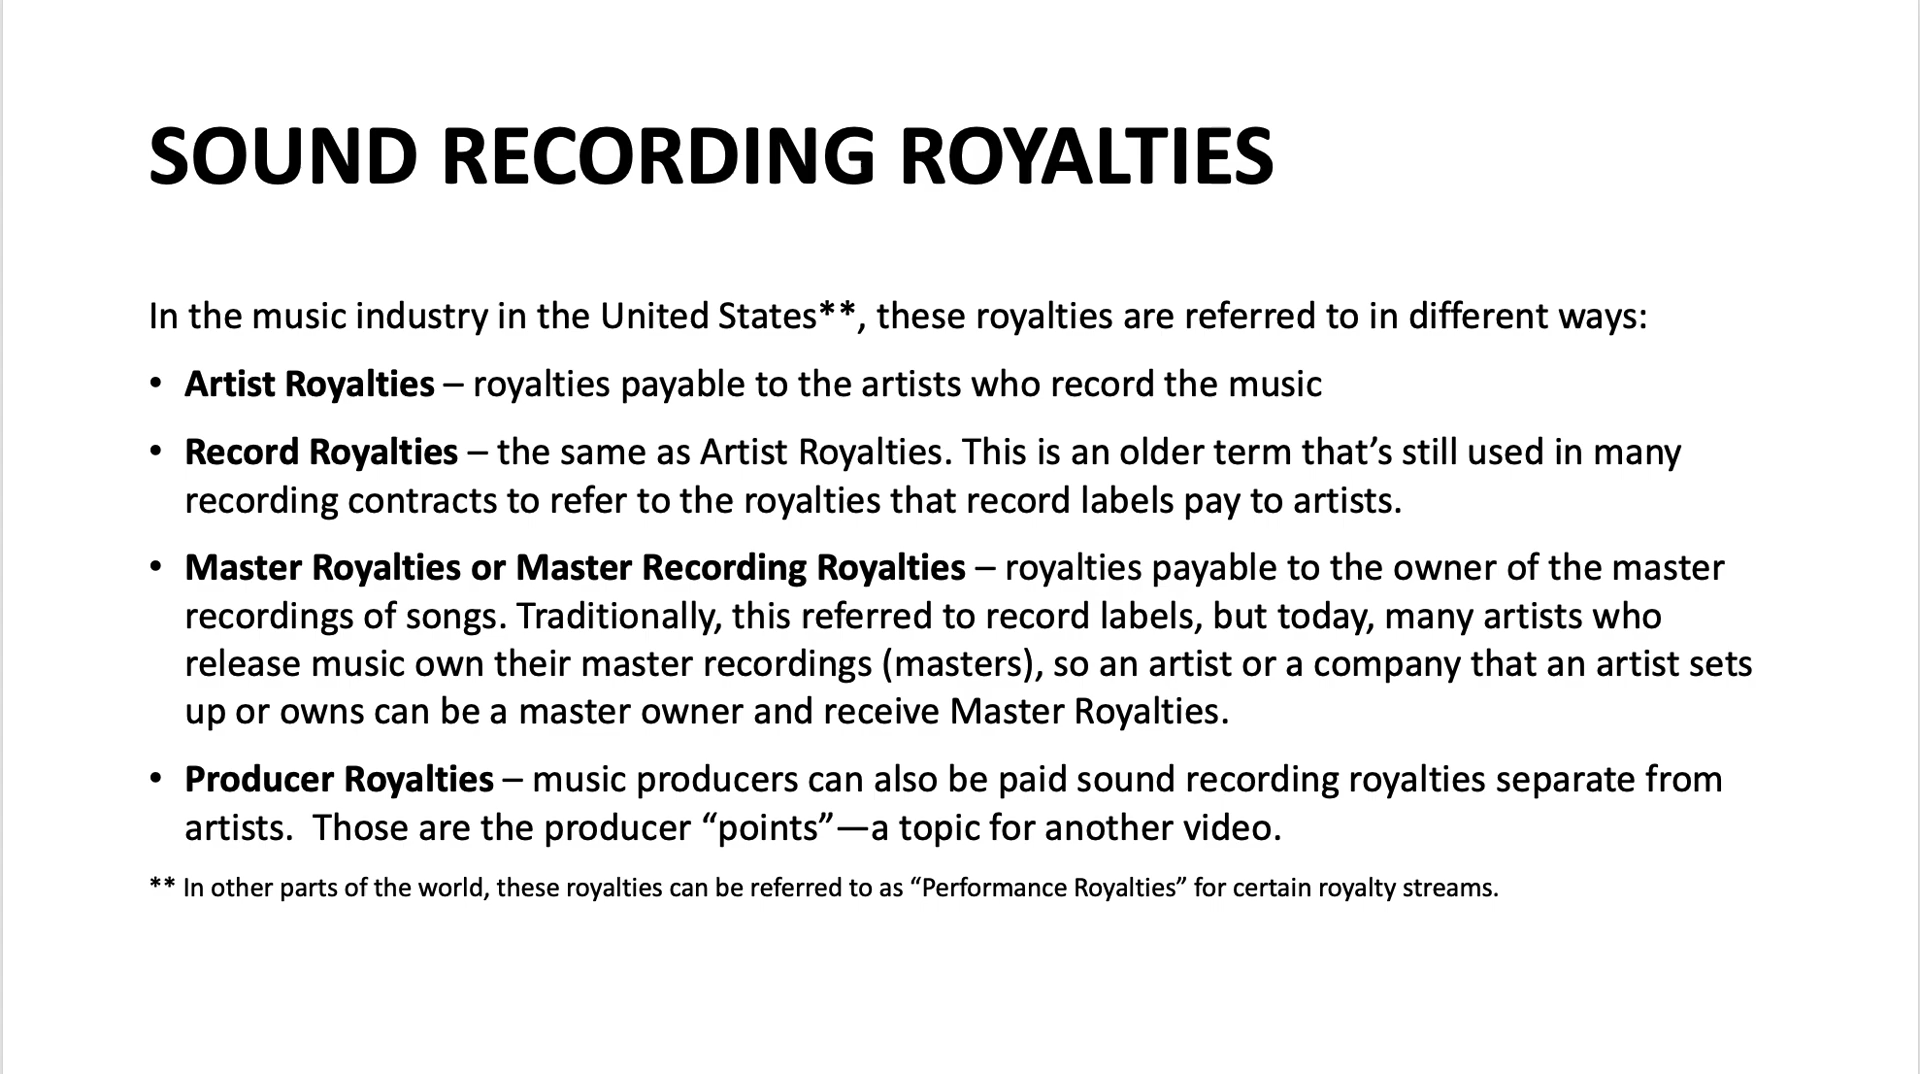 SOUND RECORDING ROYALTIES
In the music industry in the United States**, these royalties are referred to in different ways:
• Artist Royalties – royalties payable to the artists who record the music
• Record Royalties – the same as Artist Royalties. This is an older term that’s still used in many
recording contracts to refer to the royalties that record labels pay to artists.
• Master Royalties or Master Recording Royalties – royalties payable to the owner of the master
recordings of songs. Traditionally, this referred to record labels, but today, many artists who
release music own their master recordings (masters), so an artist or a company that an artist sets
up or owns can be a master owner and receive Master Royalties.
• Producer Royalties – music producers can also be paid sound recording royalties separate from
artists.  Those are the producer “points”—a topic for another video.
** In other parts of the world, these royalties can be referred to as “Performance Royalties” for certain royalty streams.